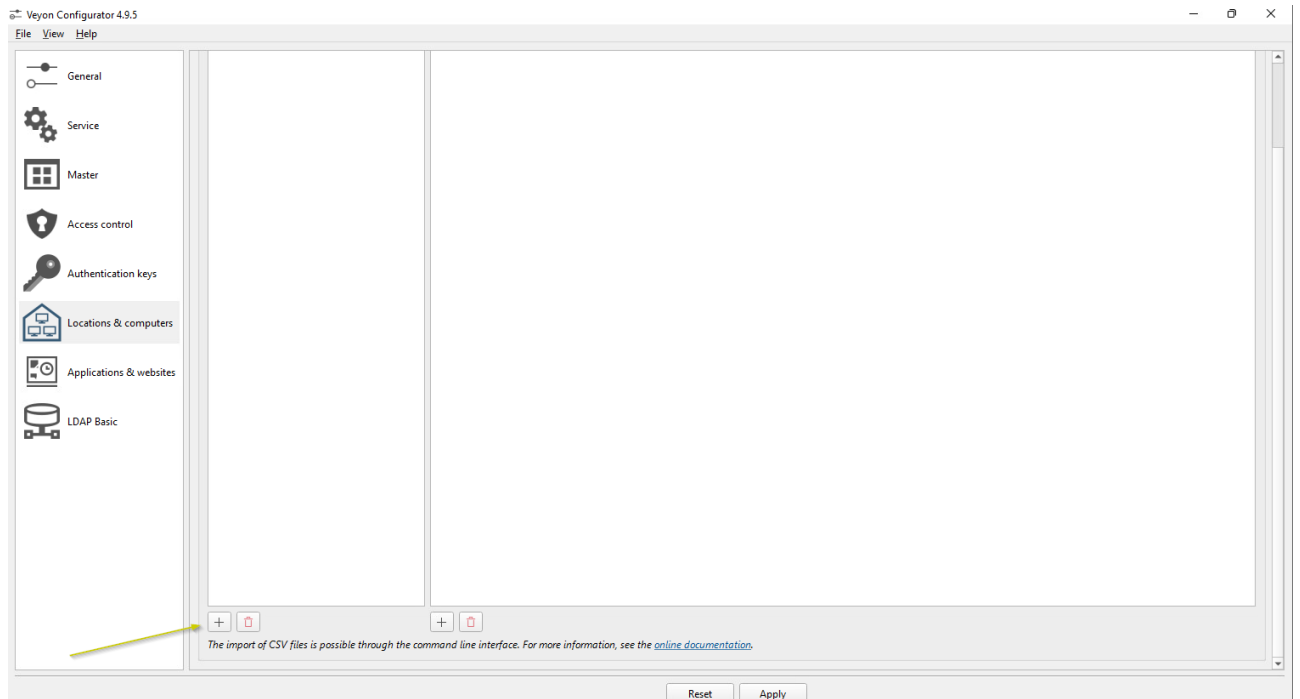 Veyon Configurator 4.9.5
File View Help
General
Service
Master
Access control
Authentication keys
Locations & computers
Applications & websites
LDAP Basic
The import of CSV files is possible through the command line interface. For more information, see the online documentation.
Reset Apply